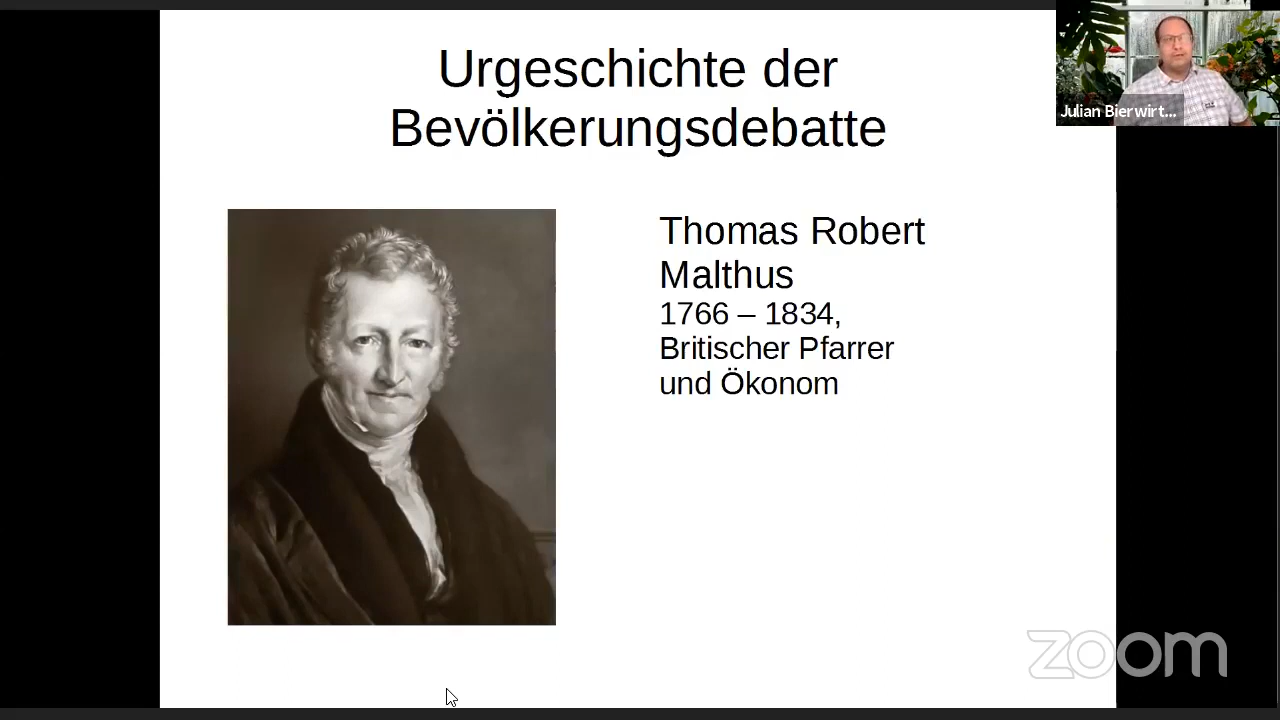 Urgeschichte der
Bevölkerungsdebatte
Julian Bierwirt...
Thomas Robert
Malthus
1766 – 1834,
Britischer Pfarrer
und Ökonom
zoom